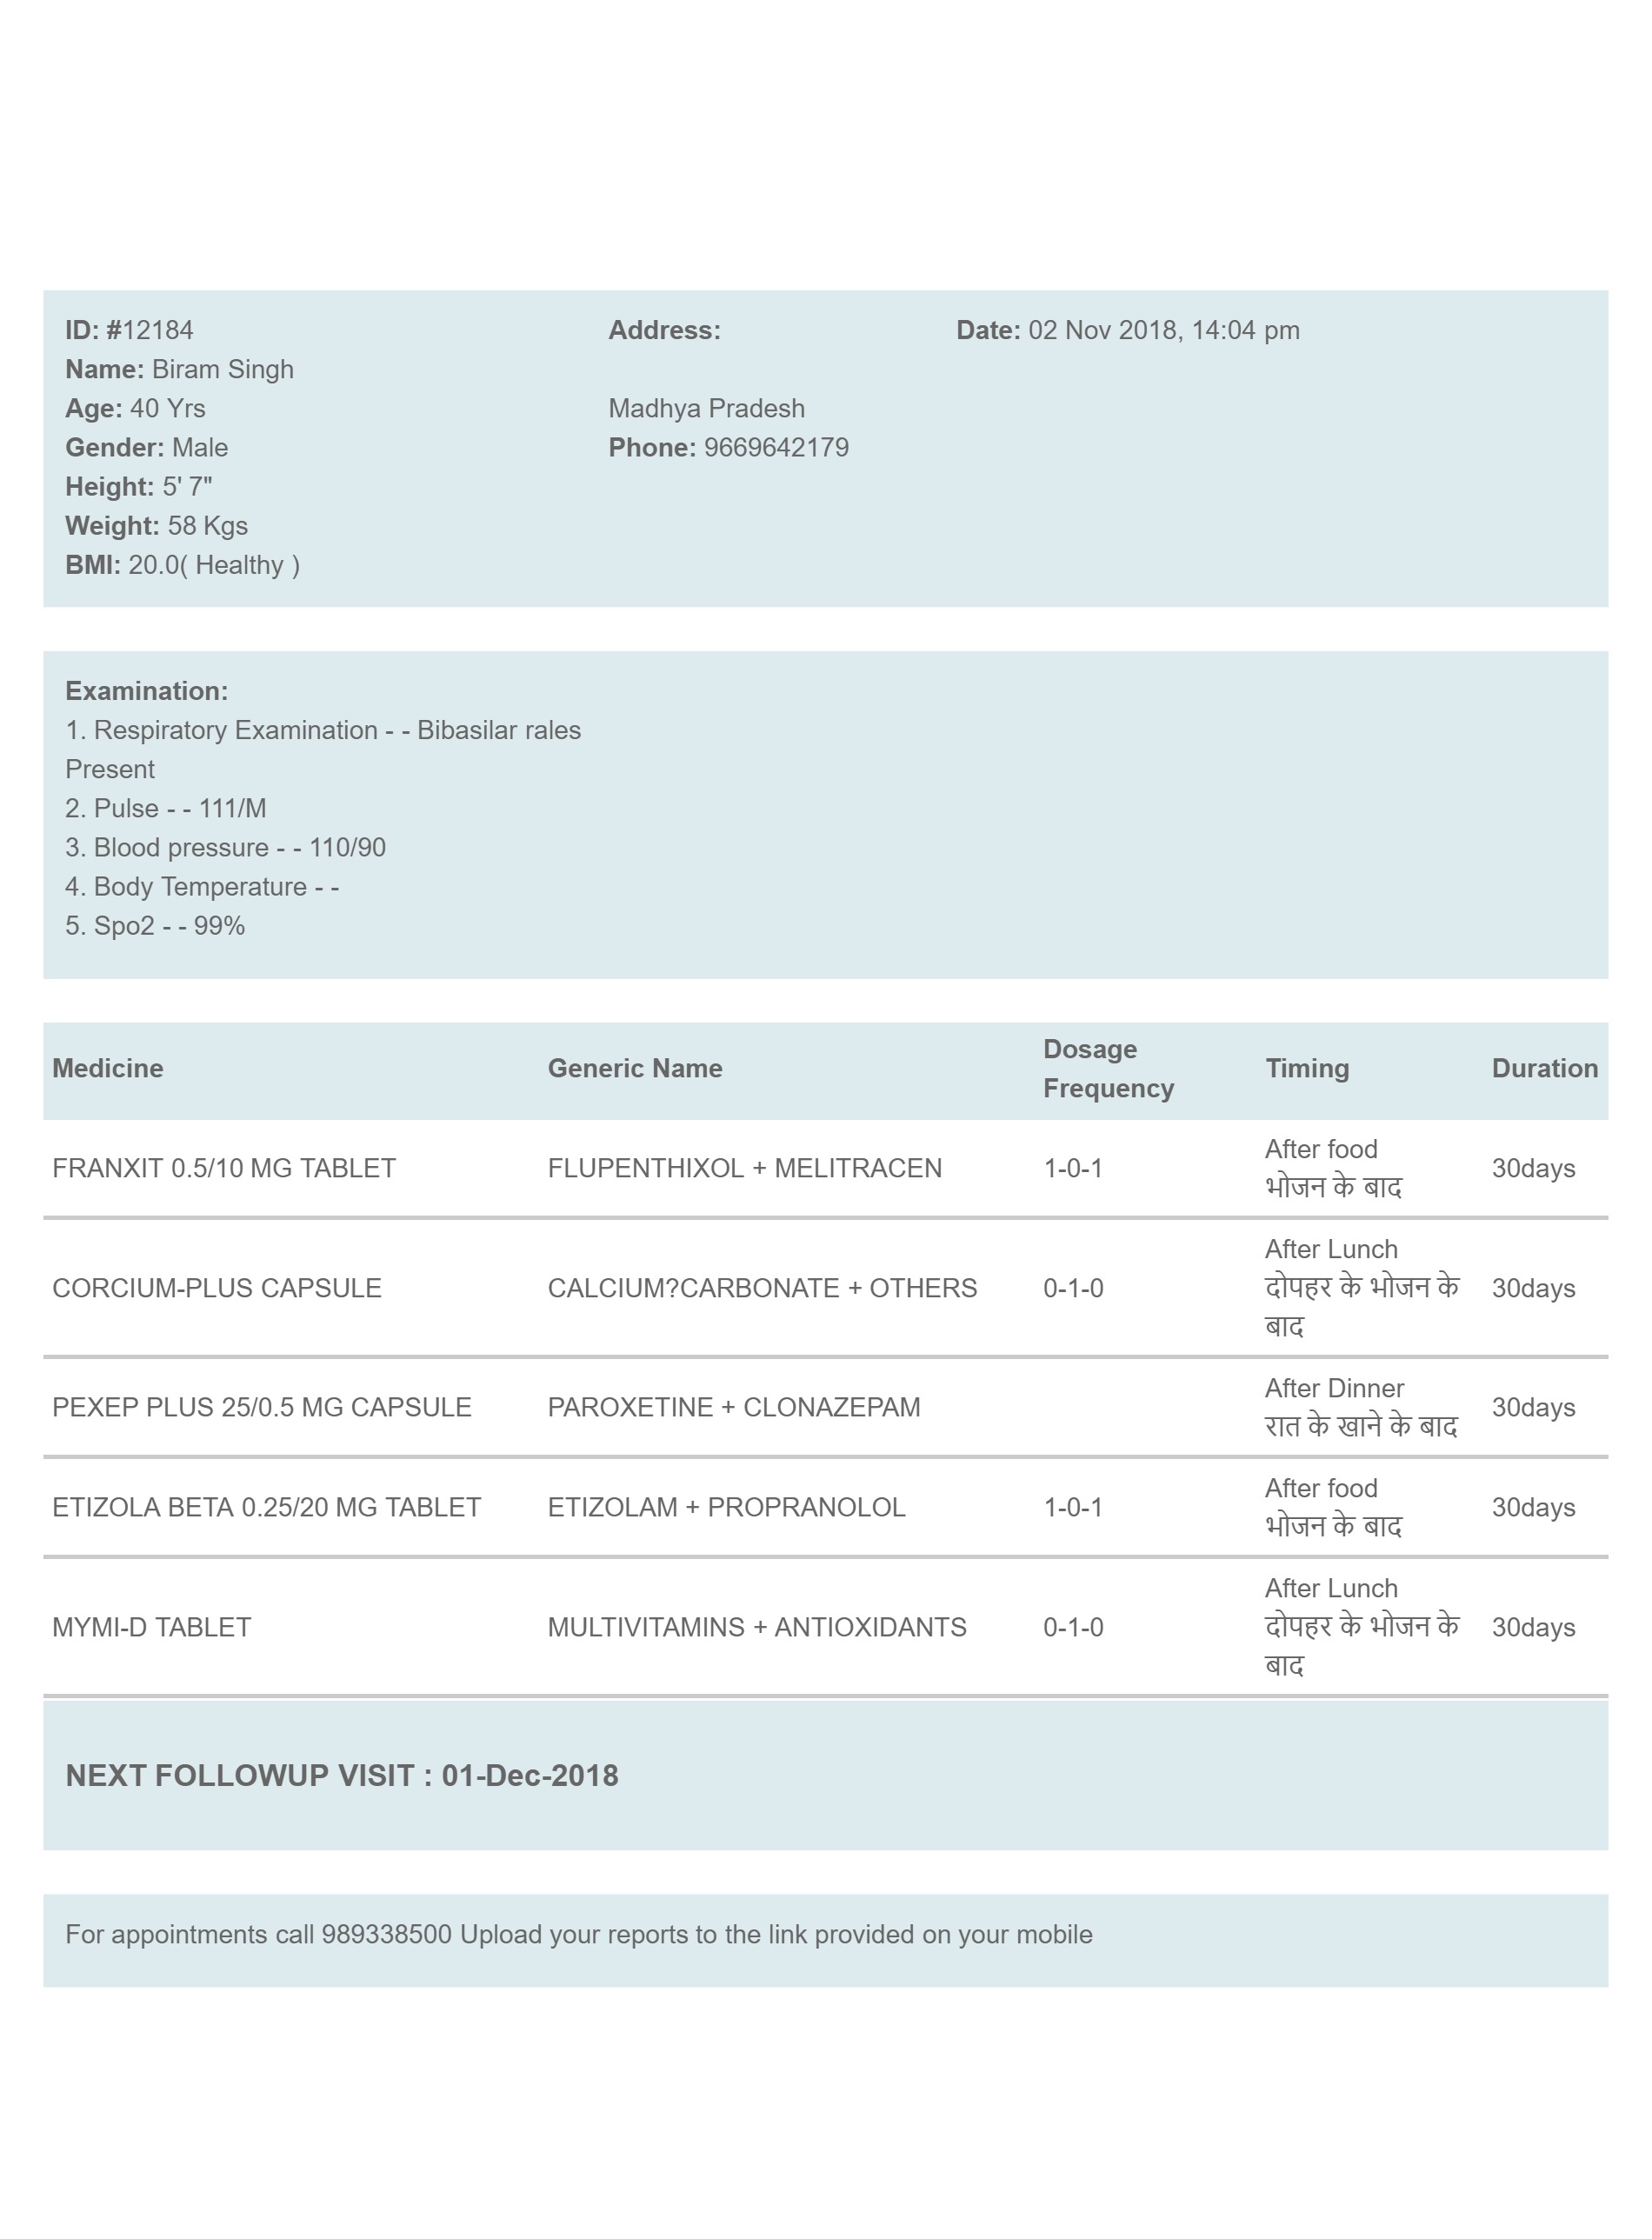 ID: #12184
Name: Biram Singh
Age: 40 Yrs
Gender: Male
Height: 5' 7"
Weight: 58 Kgs
BMI: 20.0( Healthy )
Address:
Madhya Pradesh
Phone: 9669642179
Date: 02 Nov 2018, 14:04 pm
Examination:
1. Respiratory Examination - - Bibasilar rales
Present
2. Pulse - - 111/M
3. Blood pressure - - 110/90
4. Body Temperature - -
5. Spo2 - - 99%
Medicine Generic Name Dosage Frequency Timing Duration
FRANXIT 0.5/10 MG TABLET FLUPENTHIXOL + MELITRACEN 1-0-1 After food भोजन के बाद 30days
CORCIUM-PLUS CAPSULE CALCIUM?CARBONATE + OTHERS 0-1-0 After Lunch दोपहर के भोजन के बाद 30days
PEXEP PLUS 25/0.5 MG CAPSULE PAROXETINE + CLONAZEPAM After Dinner रात के खाने के बाद 30days
ETIZOLA BETA 0.25/20 MG TABLET ETIZOLAM + PROPRANOLOL 1-0-1 After food भोजन के बाद 30days
MYMI-D TABLET MULTIVITAMINS + ANTIOXIDANTS 0-1-0 After Lunch दोपहर के भोजन के बाद 30days
NEXT FOLLOWUP VISIT : 01-Dec-2018
For appointments call 989338500 Upload your reports to the link provided on your mobile